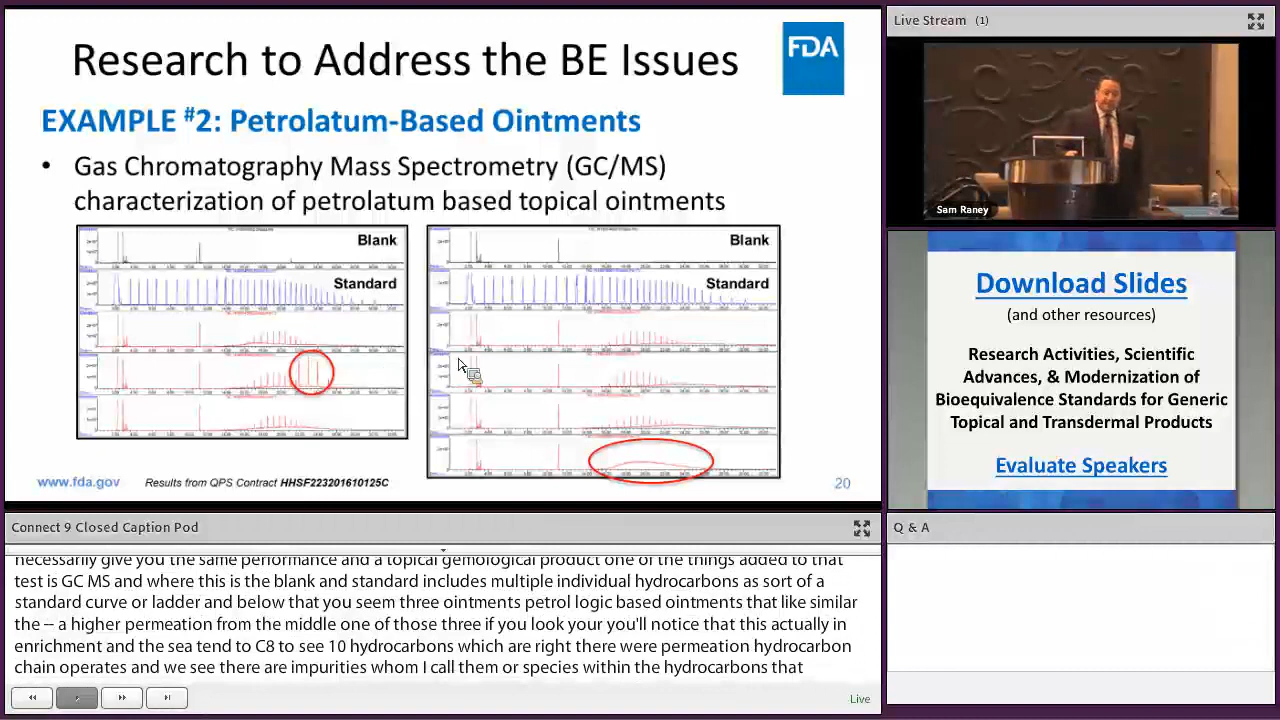 Research to Address the BE Issues
FDA
EXAMPLE #2: Petrolatum-Based Ointments
• Gas Chromatography Mass Spectrometry (GC/MS)
characterization of petrolatum based topical ointments
Blank
Standard
Blank
Standard
www.fda.gov
Results from QPS Contract HHSF223201610125C
20
Live Stream (1)
Sam Raney
Download Slides
(and other resources)
Research Activities, Scientific
Advances, & Modernization of
Bioequivalence Standards for Generic
Topical and Transdermal Products
Evaluate Speakers
Connect 9 Closed Caption Pod
necessarily give you the same performance and a topical gemological product one of the things added to that
test is GC MS and where this is the blank and standard includes multiple individual hydrocarbons as sort of a
standard curve or ladder and below that you seem three ointments petrol logic based ointments that like similar
the -- a higher permeation from the middle one of those three if you look your you'll notice that this actually in
enrichment and the sea tend to C8 to see 10 hydrocarbons which are right there were permeation hydrocarbon
chain operates and we see there are impurities whom I call them or species within the hydrocarbons that
Live
Q & A